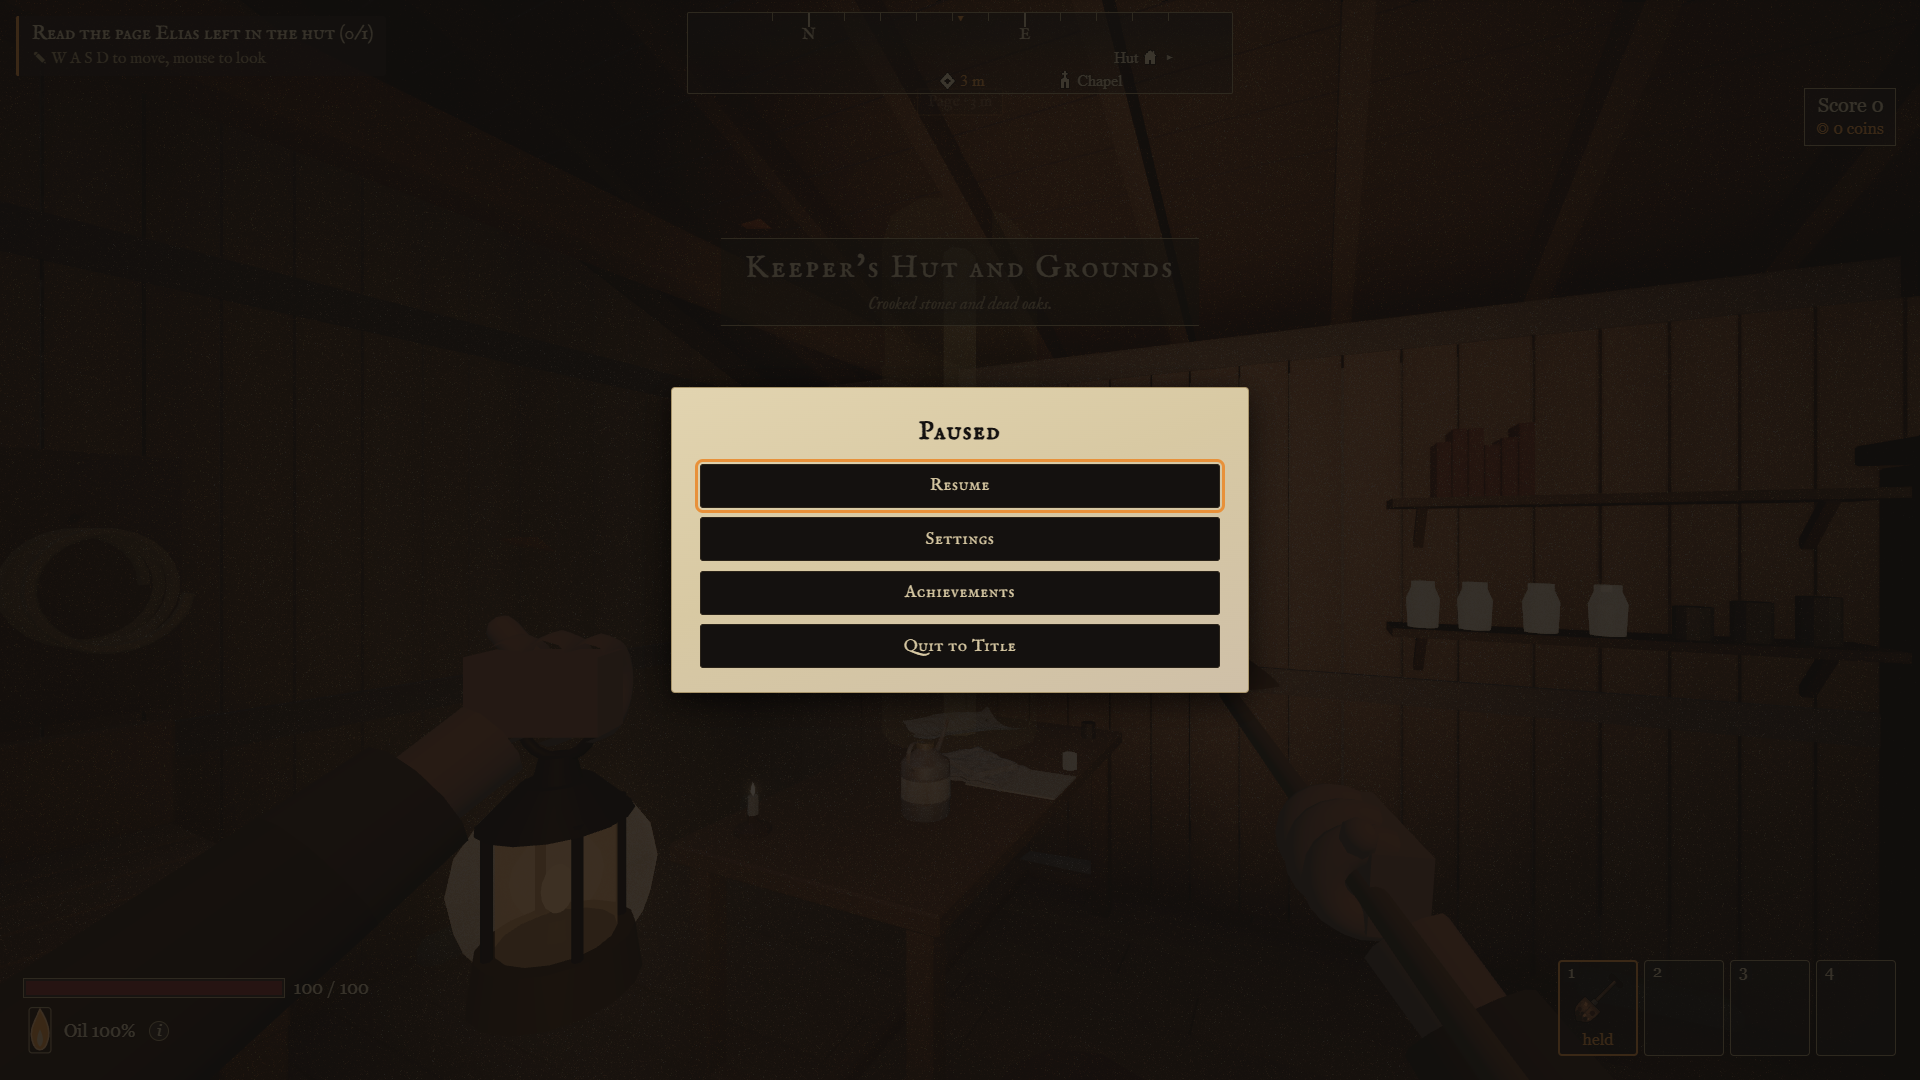 Read the page Elias left in the hut (0/1)
W A S D to move, mouse to look
N
E
Hut
3 m
Chapel
Page · 3 m
Score 0
0 coins
Keeper's Hut and Grounds
Crooked stones and dead oaks.
Paused
Resume
Settings
Achievements
Quit to Title
100 / 100
Oil 100% i
1
2
3
4
held